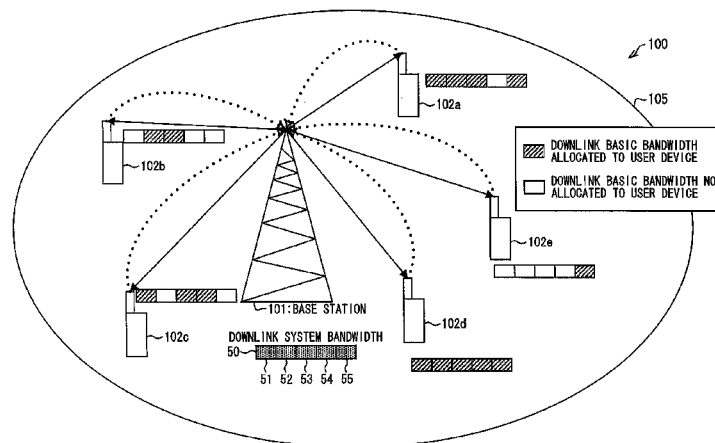 100
105
102a
DOWNLINK BASIC BANDWIDTH
ALLOCATED TO USER DEVICE
DOWNLINK BASIC BANDWIDTH NO
ALLOCATED TO USER DEVICE
102b
102e
101:BASE STATION
102c
102d
DOWNLINK SYSTEM BANDWIDTH
50
51 52 53 54 55